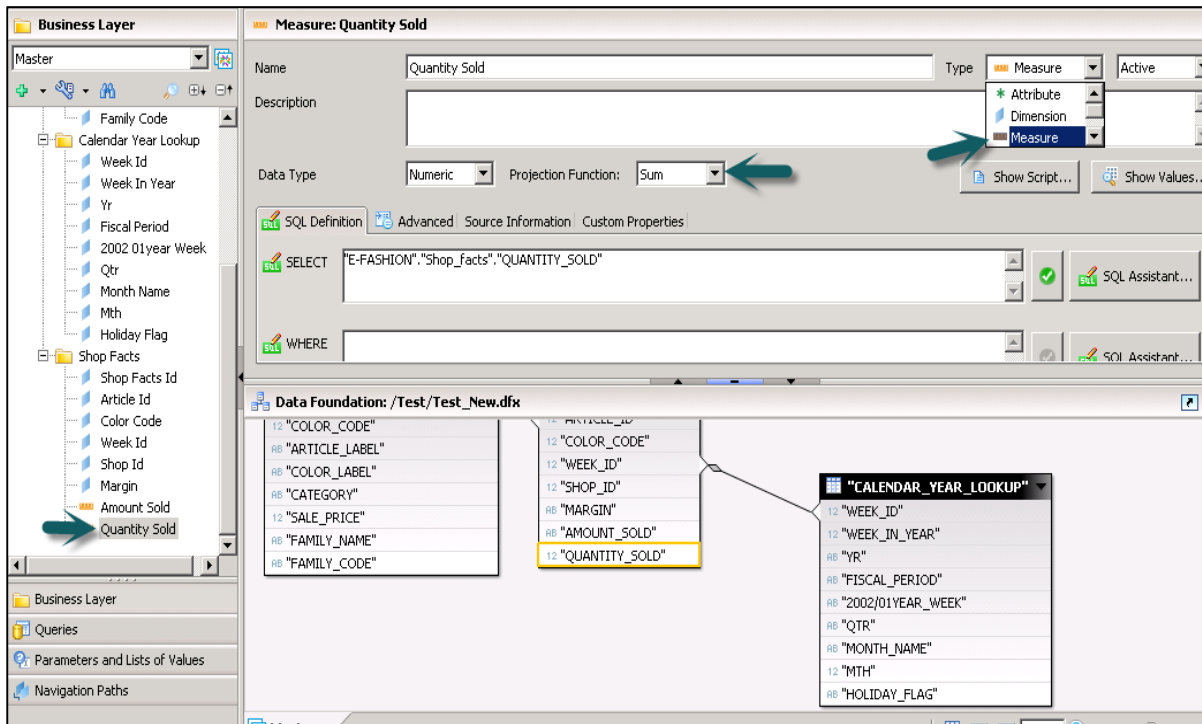 Business Layer
Master
Family Code
Calendar Year Lookup
Week Id
Week In Year
Yr
Fiscal Period
2002 01year Week
Qtr
Month Name
Mth
Holiday Flag
Shop Facts
Shop Facts Id
Article Id
Color Code
Week Id
Shop Id
Margin
Amount Sold
Quantity Sold
Business Layer
Queries
Parameters and Lists of Values
Navigation Paths
Measure: Quantity Sold
Name Quantity Sold Type Measure Active
Attribute
Dimension
Measure
Description
Data Type Numeric Projection Function: Sum Show Script... Show Values..
SQL Definition Advanced Source Information Custom Properties
SELECT "E-FASHION"."Shop_facts"."QUANTITY_SOLD" SQL Assistant...
WHERE SQL Assistant...
Data Foundation: /Test/Test_New.dfx
12 "COLOR_CODE"
AB "ARTICLE_LABEL"
AB "COLOR_LABEL"
AB "CATEGORY"
12 "SALE_PRICE"
AB "FAMILY_NAME"
AB "FAMILY_CODE"
12 "ARTICLE_ID"
12 "COLOR_CODE"
12 "WEEK_ID"
12 "SHOP_ID"
AB "MARGIN"
AB "AMOUNT_SOLD"
12 "QUANTITY_SOLD"
"CALENDAR_YEAR_LOOKUP"
12 "WEEK_ID"
12 "WEEK_IN_YEAR"
AB "YR"
AB "FISCAL_PERIOD"
AB "2002/01YEAR_WEEK"
AB "QTR"
AB "MONTH_NAME"
12 "MTH"
AB "HOLIDAY_FLAG"